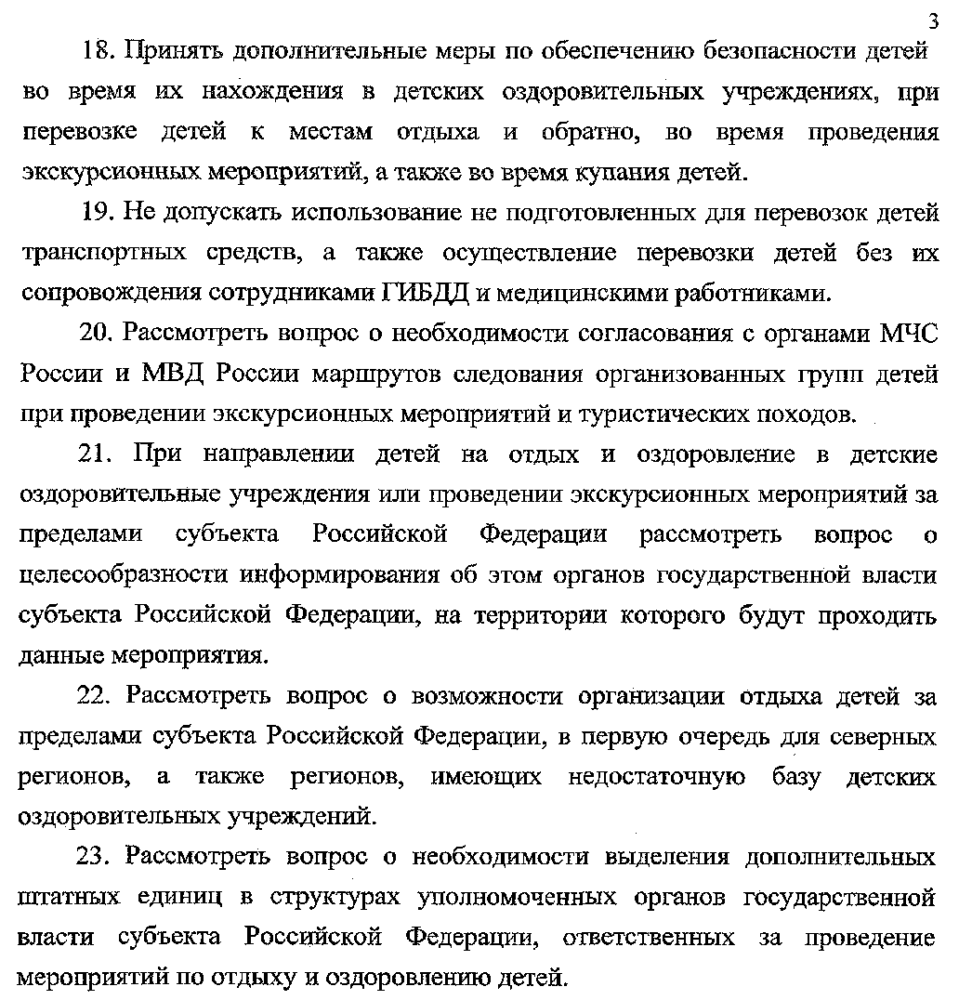 3
18. Принять дополнительные меры по обеспечению безопасности детей
во время их нахождения в детских оздоровительных учреждениях, при
перевозке детей к местам отдыха и обратно, во время проведения
экскурсионных мероприятий, а также во время купания детей.
19. Не допускать использование не подготовленных для перевозок детей
транспортных средств, а также осуществление перевозки детей без их
сопровождения сотрудниками ГИБДД и медицинскими работниками.
20. Рассмотреть вопрос о необходимости согласования с органами МЧС
России и МВД России маршрутов следования организованных групп детей
при проведении экскурсионных мероприятий и туристических походов.
21. При направлении детей на отдых и оздоровление в детские
оздоровительные учреждения или проведении экскурсионных мероприятий за
пределами субъекта Российской Федерации рассмотреть вопрос о
целесообразности информирования об этом органов государственной власти
субъекта Российской Федерации, на территории которого будут проходить
данные мероприятия.
22. Рассмотреть вопрос о возможности организации отдыха детей за
пределами субъекта Российской Федерации, в первую очередь для северных
регионов, а также регионов, имеющих недостаточную базу детских
оздоровительных учреждений.
23. Рассмотреть вопрос о необходимости выделения дополнительных
штатных единиц в структурах уполномоченных органов государственной
власти субъекта Российской Федерации, ответственных за проведение
мероприятий по отдыху и оздоровлению детей.